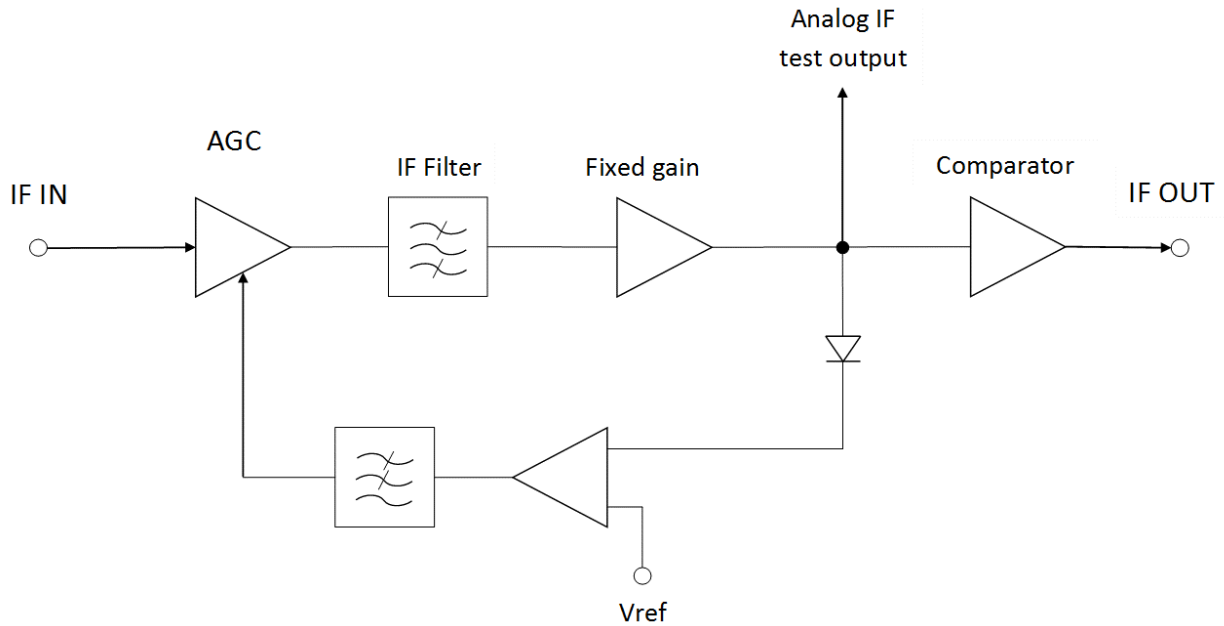 Analog IF
test output
AGC
IF Filter
Fixed gain
Comparator
IF IN
IF OUT
Vref